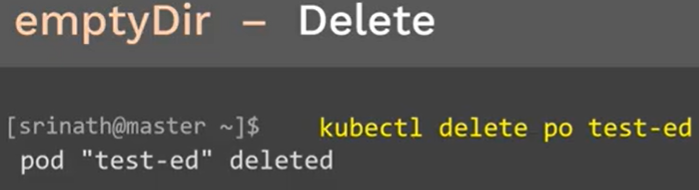 emptyDir – Delete
[srinath@master ~]$ kubectl delete po test-ed
pod "test-ed" deleted